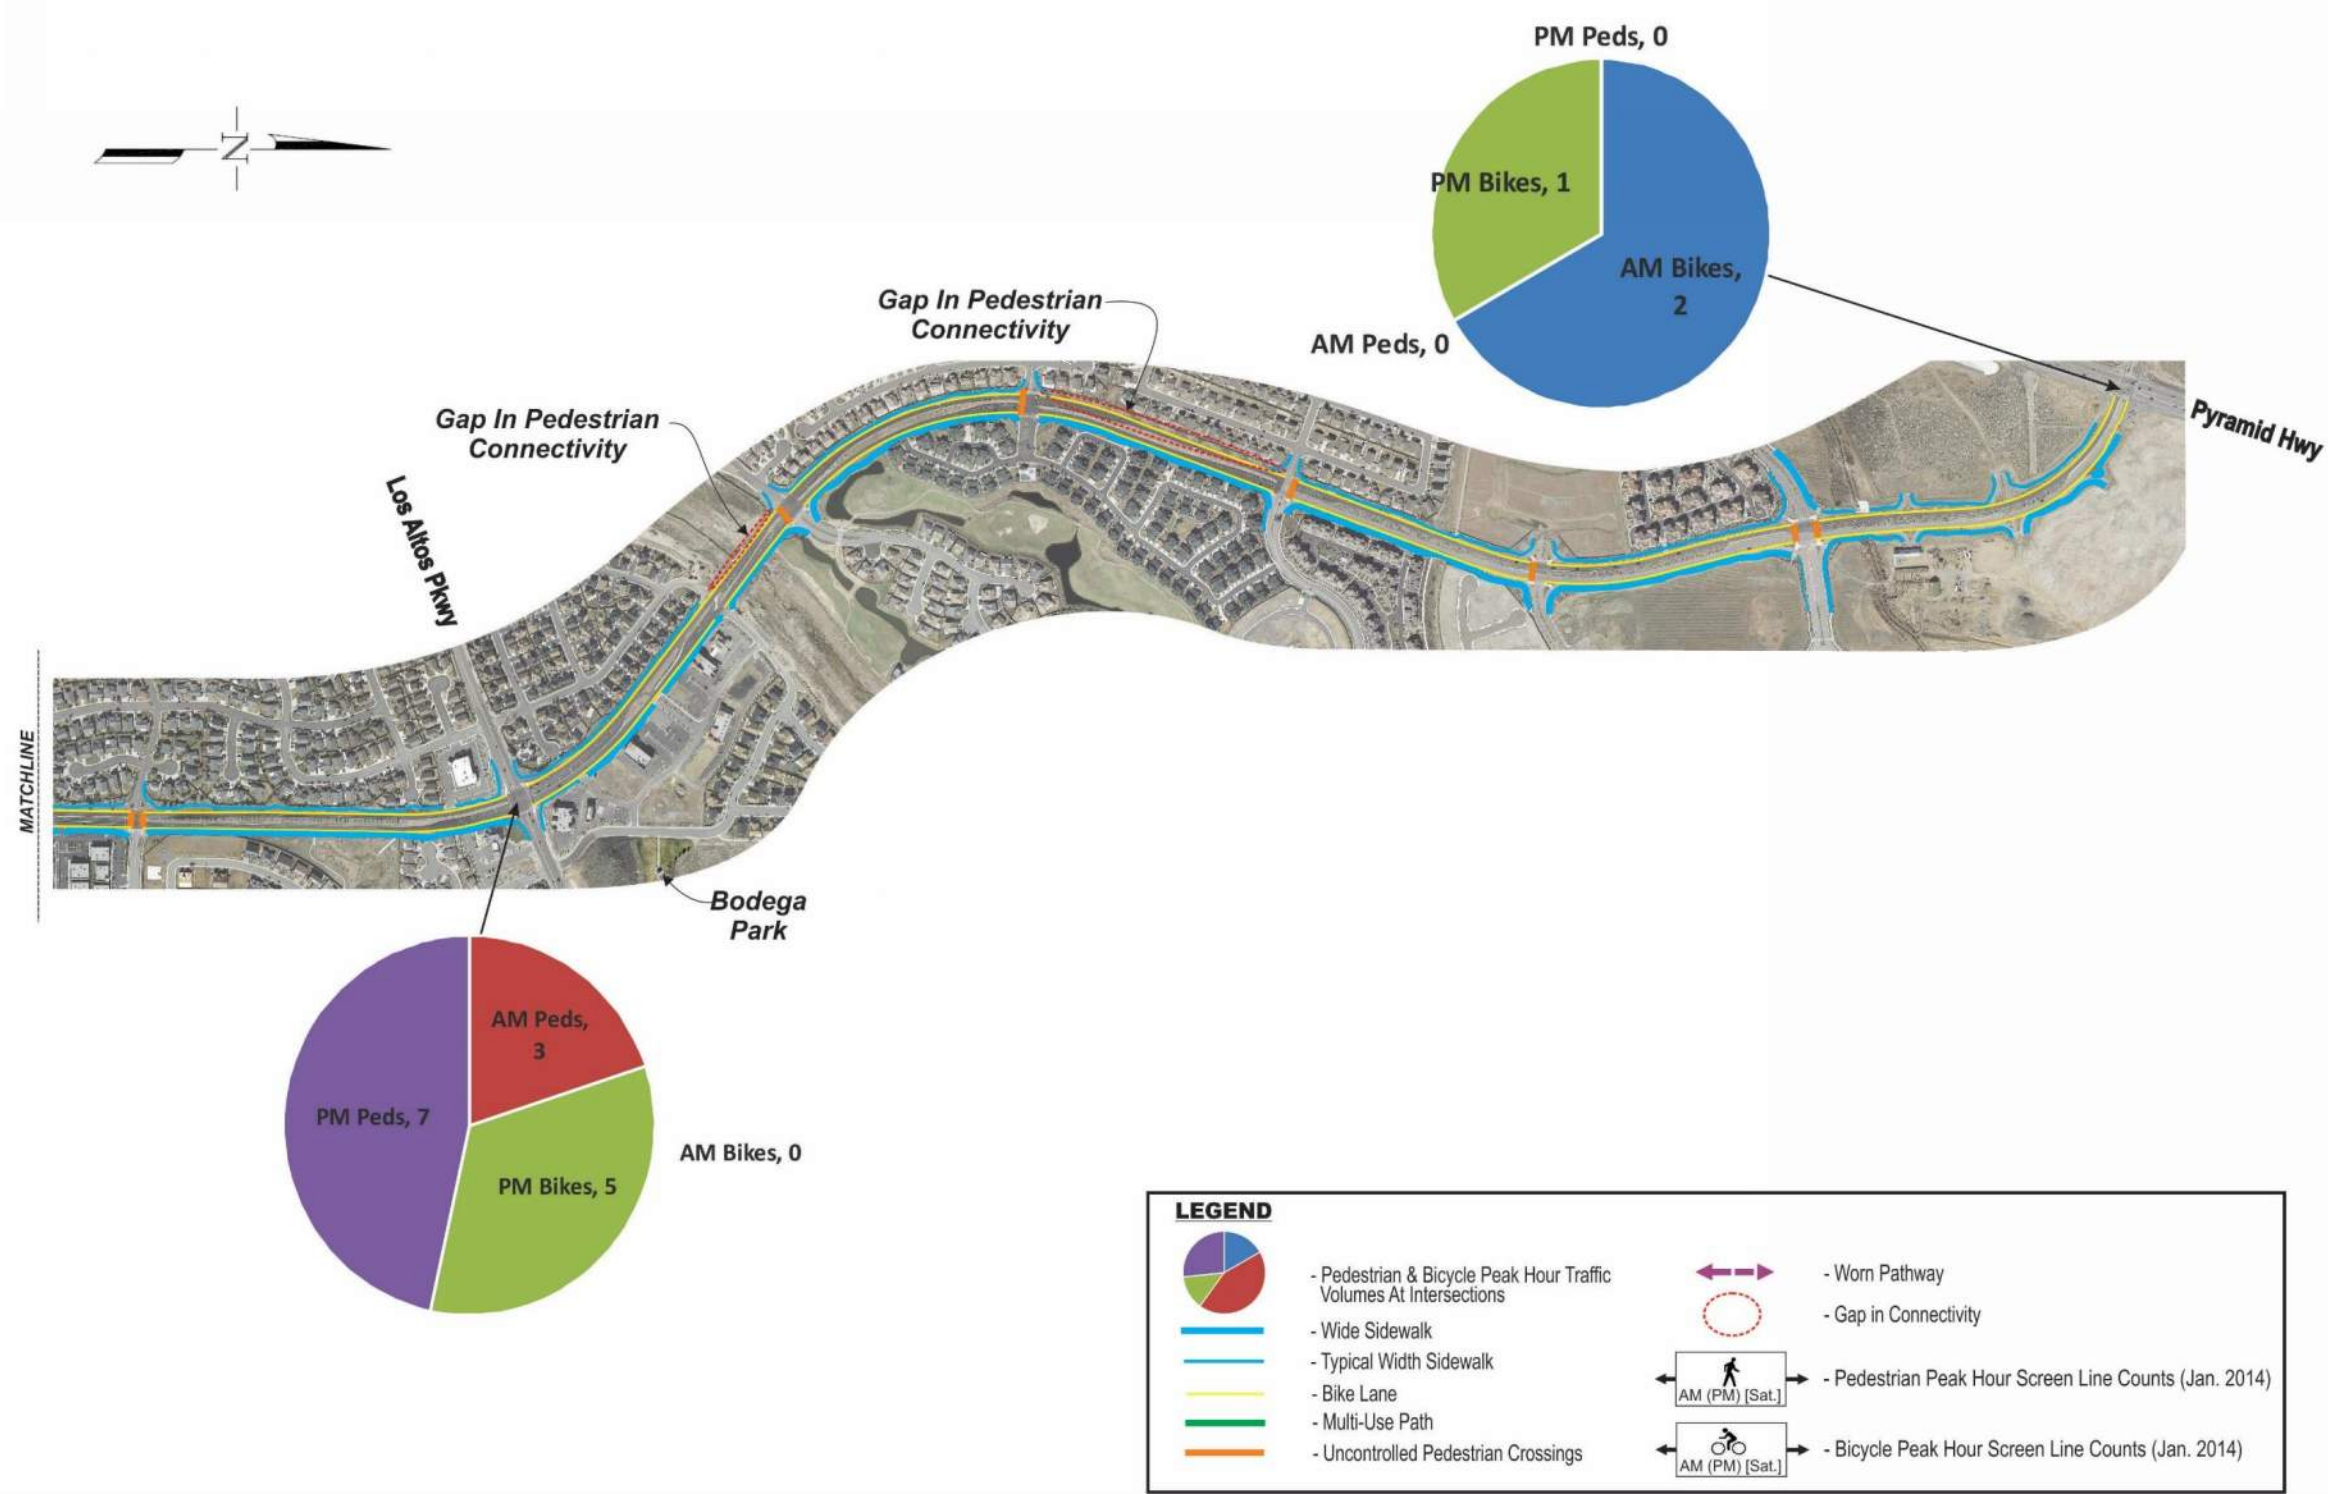 N
PM Peds, 0
PM Bikes, 1
AM Bikes,
2
AM Peds, 0
Gap In Pedestrian
Connectivity
Gap In Pedestrian
Connectivity
Pyramid Hwy
Los Altos Pkwy
MATCHLINE
Bodega
Park
AM Peds,
3
PM Peds, 7
AM Bikes, 0
PM Bikes, 5
LEGEND
- Pedestrian & Bicycle Peak Hour Traffic
Volumes At Intersections
- Wide Sidewalk
- Typical Width Sidewalk
- Bike Lane
- Multi-Use Path
- Uncontrolled Pedestrian Crossings
- Worn Pathway
- Gap in Connectivity
AM (PM) [Sat.]
- Pedestrian Peak Hour Screen Line Counts (Jan. 2014)
AM (PM) [Sat.]
- Bicycle Peak Hour Screen Line Counts (Jan. 2014)